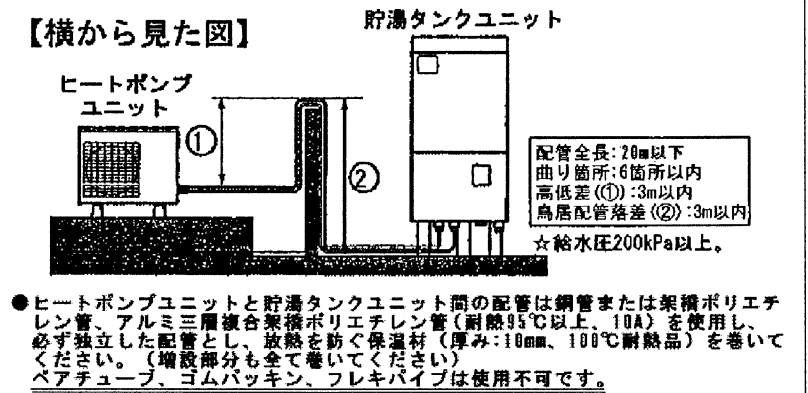 【横から見た図】
貯湯タンクユニット
ヒートポンプ
ユニット
①
②
配管全長:20m以下
曲り箇所:6箇所以内
高低差(①):3m以内
鳥居配管落差(②):3m以内
☆給水圧200kPa以上。
●ヒートポンプユニットと貯湯タンクユニット間の配管は銅管または架橋ポリエチ
レン管、アルミ三層複合架橋ポリエチレン管(耐熱95℃以上、10A)を使用し、
必ず独立した配管とし、放熱を防ぐ保温材(厚み:10mm、100℃耐熱品)を巻いて
ください。(増設部分も全て巻いてください)
ペアチューブ、ゴムパッキン、フレキパイプは使用不可です。